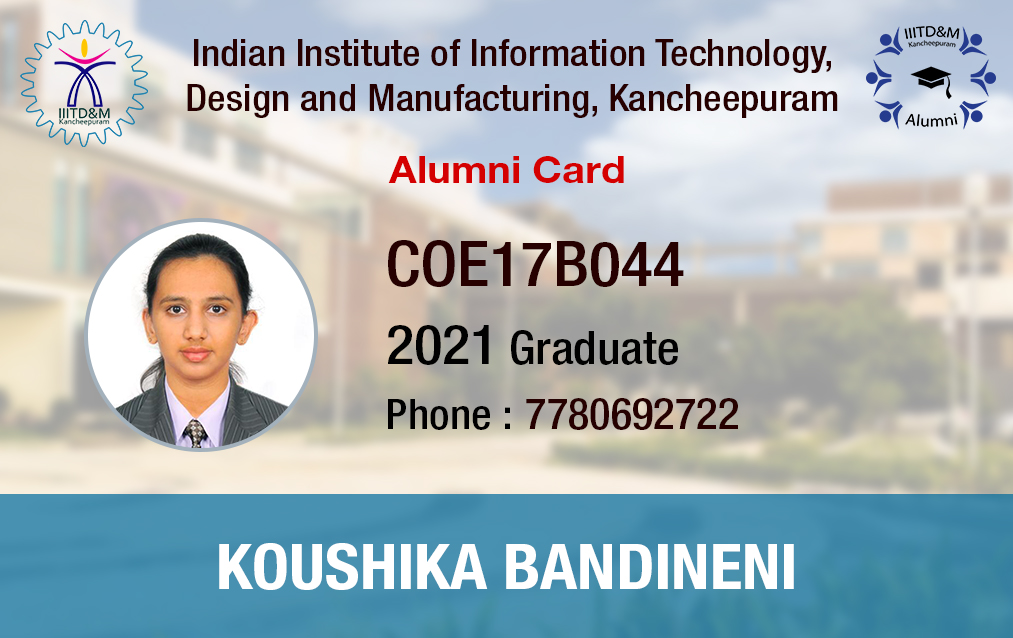 IIITD&M
Kancheepuram
Indian Institute of Information Technology,
Design and Manufacturing, Kancheepuram
IIITD&M
Kancheepuram
Alumni
Alumni Card
COE17B044
2021 Graduate
Phone : 7780692722
KOUSHIKA BANDINENI